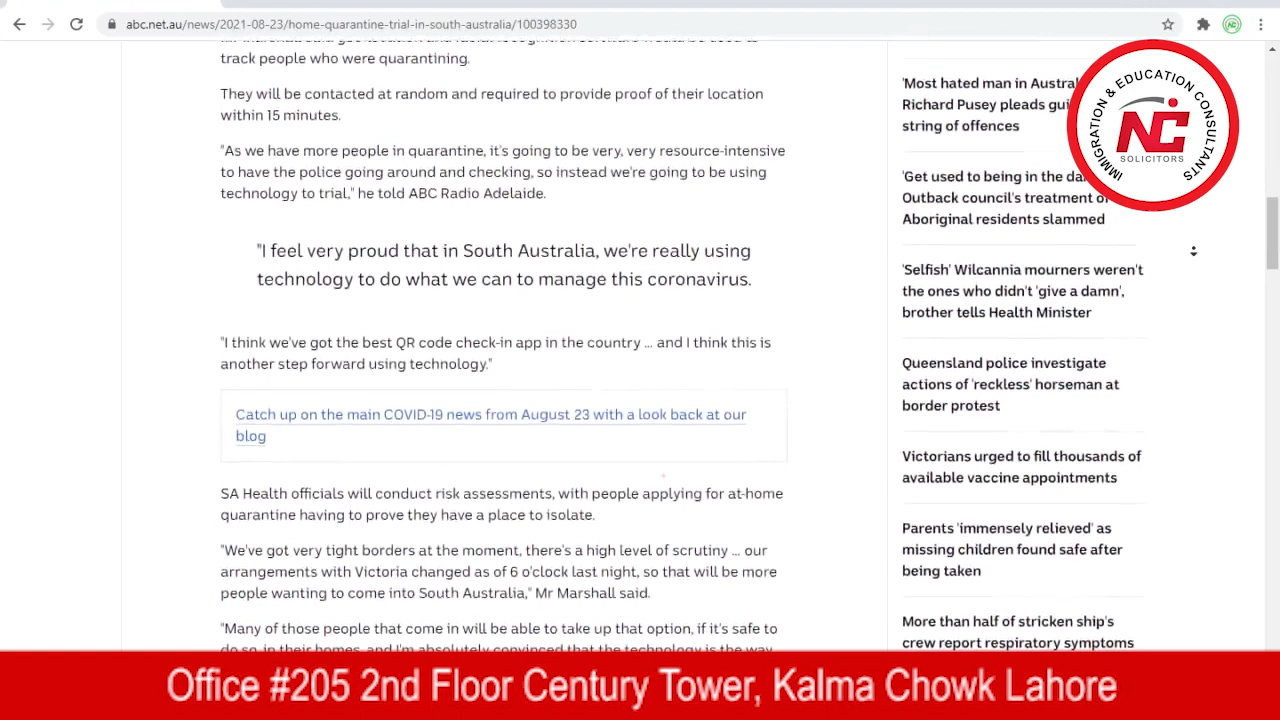 abc.net.au/news/2021-08-23/home-quarantine-trial-in-south-australia/100398330
track people who were quarantining.
They will be contacted at random and required to provide proof of their location
within 15 minutes.
"As we have more people in quarantine, it's going to be very, very resource-intensive
to have the police going around and checking, so instead we're going to be using
technology to trial," he told ABC Radio Adelaide.
"I feel very proud that in South Australia, we're really using
technology to do what we can to manage this coronavirus.
"I think we've got the best QR code check-in app in the country ... and I think this is
another step forward using technology."
Catch up on the main COVID-19 news from August 23 with a look back at our
blog
SA Health officials will conduct risk assessments, with people applying for at-home
quarantine having to prove they have a place to isolate.
"We've got very tight borders at the moment, there's a high level of scrutiny ... our
arrangements with Victoria changed as of 6 o'clock last night, so that will be more
people wanting to come into South Australia," Mr Marshall said.
"Many of those people that come in will be able to take up that option, if it's safe to
do so, in their homes, and I'm absolutely convinced that the technology is the way
'Most hated man in
Richard Pusey pleads
string of offences
'Get used to being in the
Outback council's treatment of
Aboriginal residents slammed
'Selfish' Wilcannia mourners weren't
the ones who didn't 'give a damn',
brother tells Health Minister
Queensland police investigate
actions of 'reckless' horseman at
border protest
Victorians urged to fill thousands of
available vaccine appointments
Parents 'immensely relieved' as
missing children found safe after
being taken
More than half of stricken ship's
crew report respiratory symptoms
IMMIGRATION & EDUCATION CONSULTANTS
NC
SOLICITORS
Office #205 2nd Floor Century Tower, Kalma Chowk Lahore